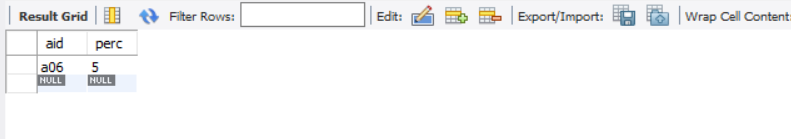 Result Grid Filter Rows: Edit: Export/Import: Wrap Cell Content:
aid perc
a06 5
NULL NULL